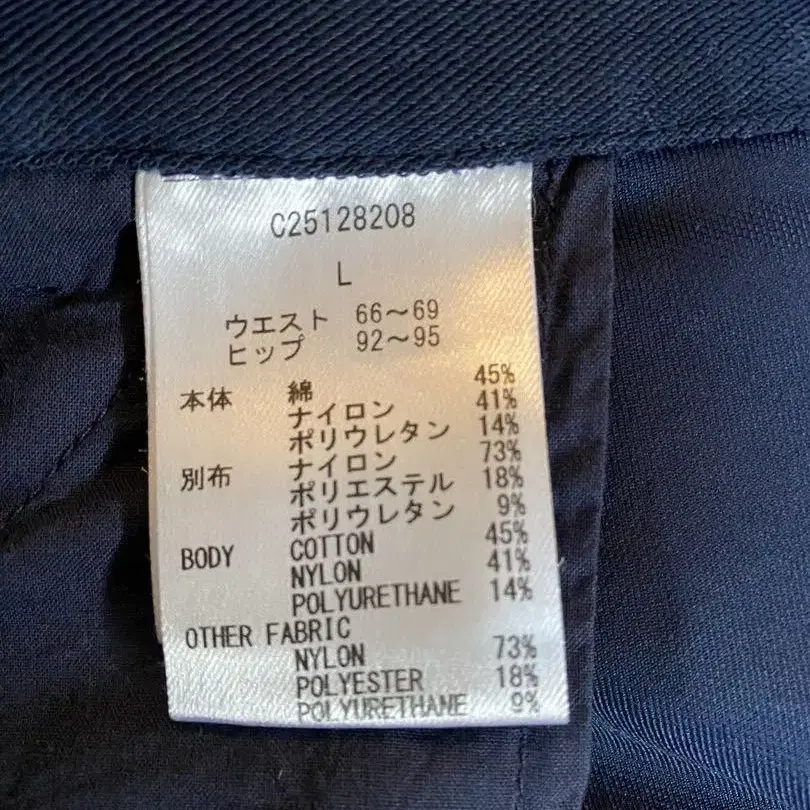 C25128208
L
ウエスト 66～69
ヒップ 92～95
本体 綿 45%
ナイロン 41%
ポリウレタン 14%
別布 ナイロン 73%
ポリエステル 18%
ポリウレタン 9%
BODY COTTON 45%
NYLON 41%
POLYURETHANE 14%
OTHER FABRIC
NYLON 73%
POLYESTER 18%
POLYURETHANE 9%